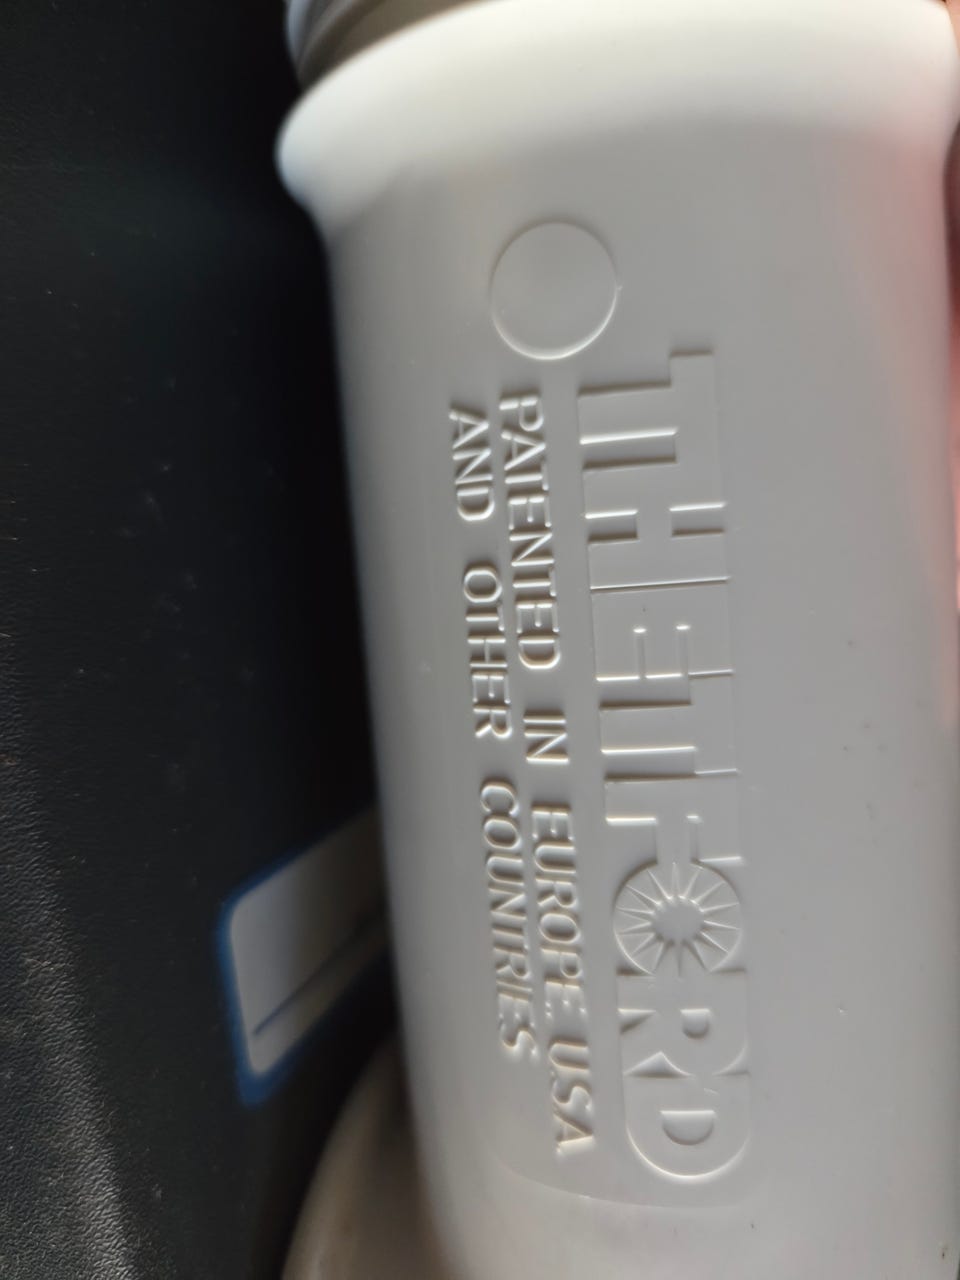 THETFORD
PATENTED IN EUROPE USA
AND OTHER COUNTRIES